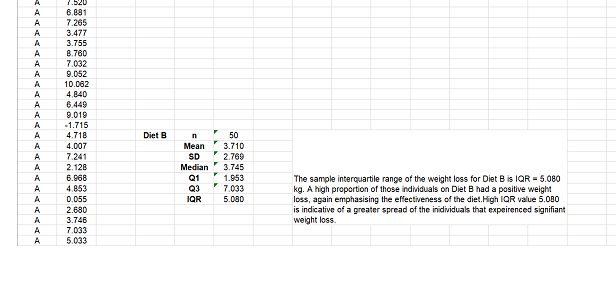 A 7.520
A 6.881
A 7.265
A 3.477
A 3.755
A 8.760
A 7.032
A 9.052
A 10.062
A 4.840
A 6.449
A 9.019
A -1.715
A 4.718 Diet B n 50
A 4.007 Mean 3.710
A 7.241 SD 2.769
A 2.128 Median 3.745
A 6.968 Q1 1.953 The sample interquartile range of the weight loss for Diet B is IQR = 5.080
A 4.853 Q3 7.033 kg. A high proportion of those individuals on Diet B had a positive weight
A 0.055 IQR 5.080 loss, again emphasising the effectiveness of the diet.High IQR value 5.080
A 2.680 is indicative of a greater spread of the inidividuals that expeirenced signifiant
A 3.746 weight loss.
A 7.033
A 5.033